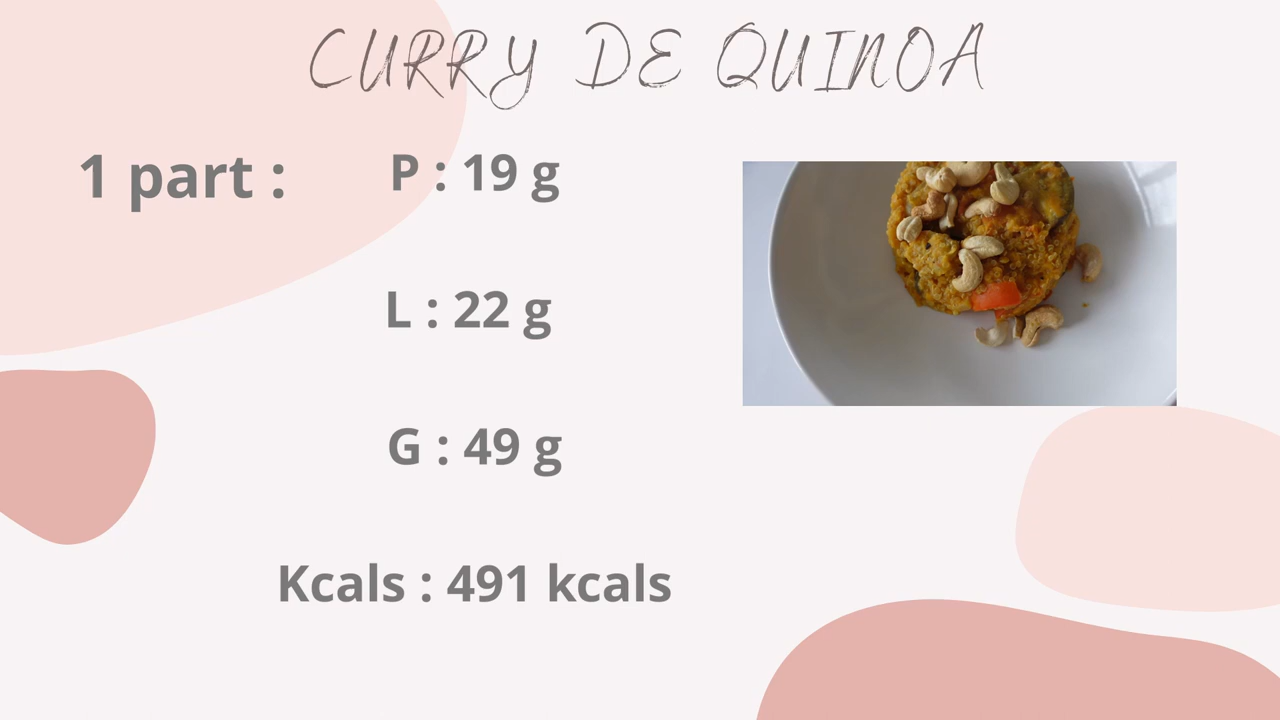 CURRY DE QUINOA
1 part :
P : 19 g
L : 22 g
G : 49 g
Kcals : 491 kcals